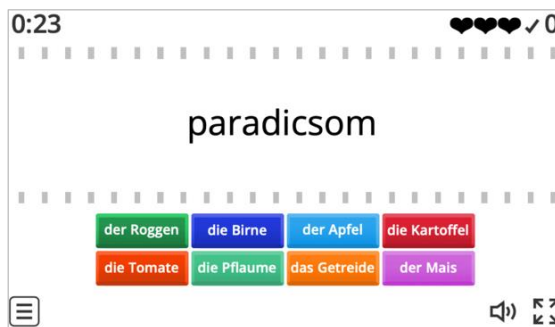 0:23 ✓ 0
paradicsom
der Roggen die Birne der Apfel die Kartoffel
die Tomate die Pflaume das Getreide der Mais